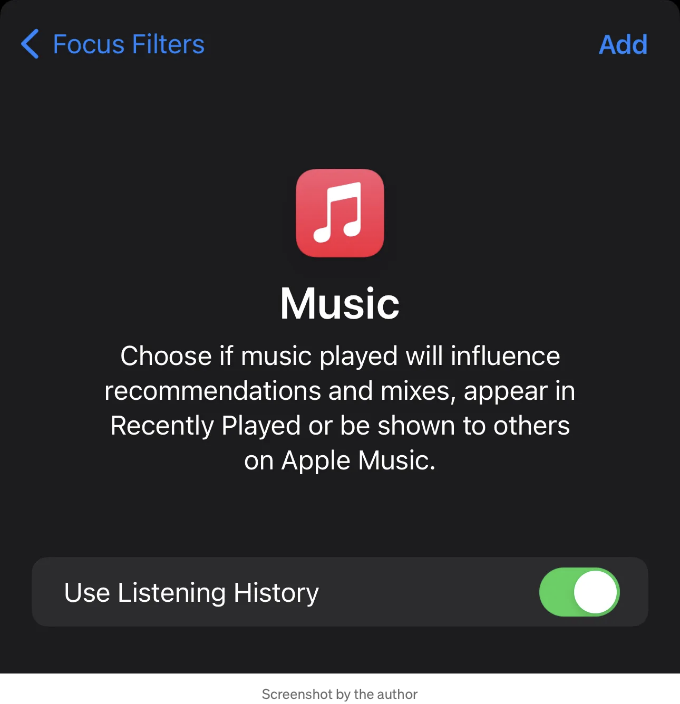 Focus Filters
Add
Music
Choose if music played will influence
recommendations and mixes, appear in
Recently Played or be shown to others
on Apple Music.
Use Listening History
Screenshot by the author